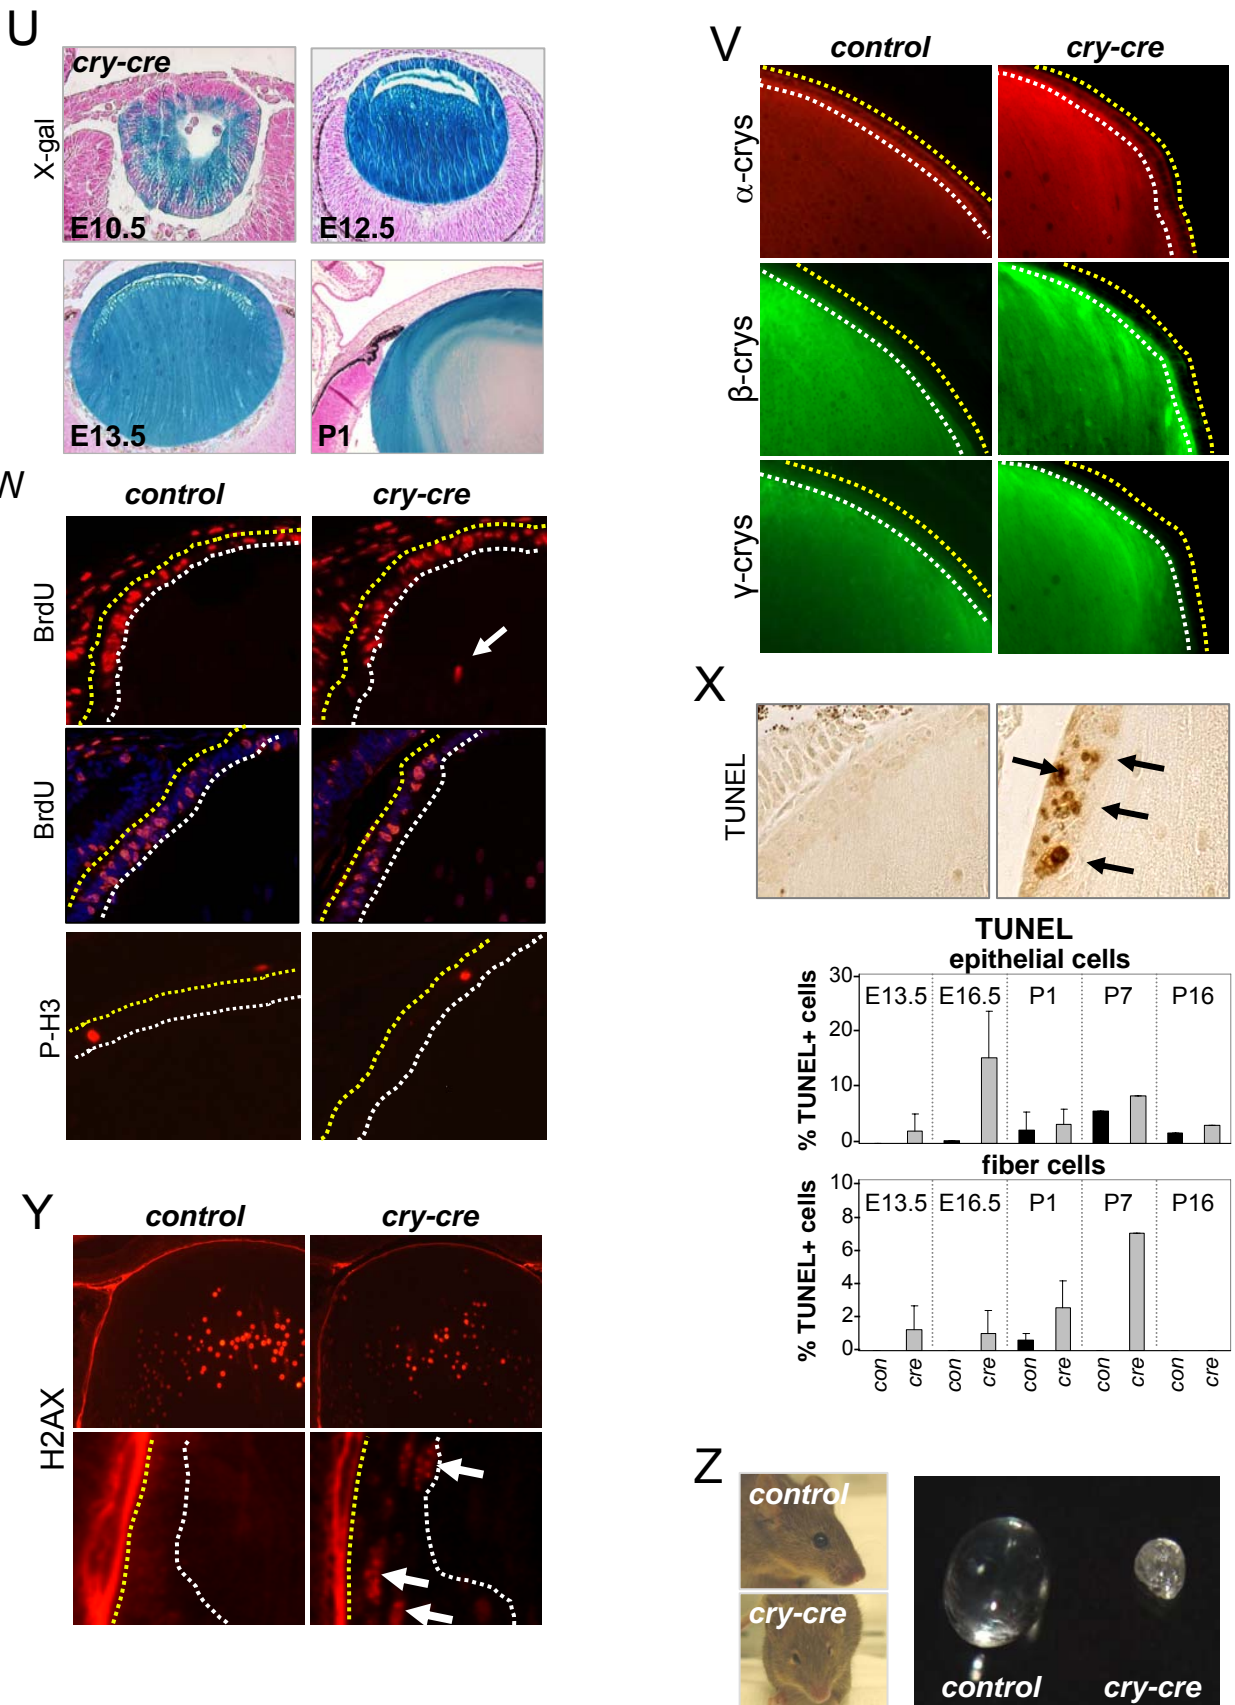 U
cry-cre
X-gal
E10.5
E12.5
E13.5
P1
V
control cry-cre
α-crys
β-crys
γ-crys
control cry-cre
BrdU
BrdU
P-H3
X
TUNEL
TUNEL
epithelial cells
% TUNEL+ cells
30
20
10
0
E13.5 E16.5 P1 P7 P16
fiber cells
% TUNEL+ cells
10
8
6
4
2
0
E13.5 E16.5 P1 P7 P16
con cre con cre con cre con cre con cre
Y
control cry-cre
H2AX
Z
control
cry-cre
control cry-cre